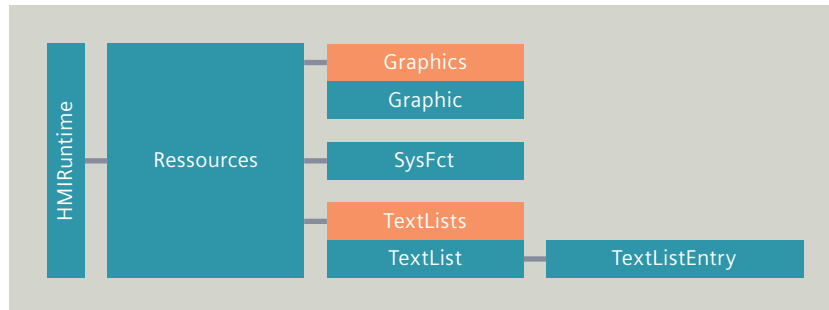 HMIRuntime
Ressources
Graphics
Graphic
SysFct
TextLists
TextList
TextListEntry